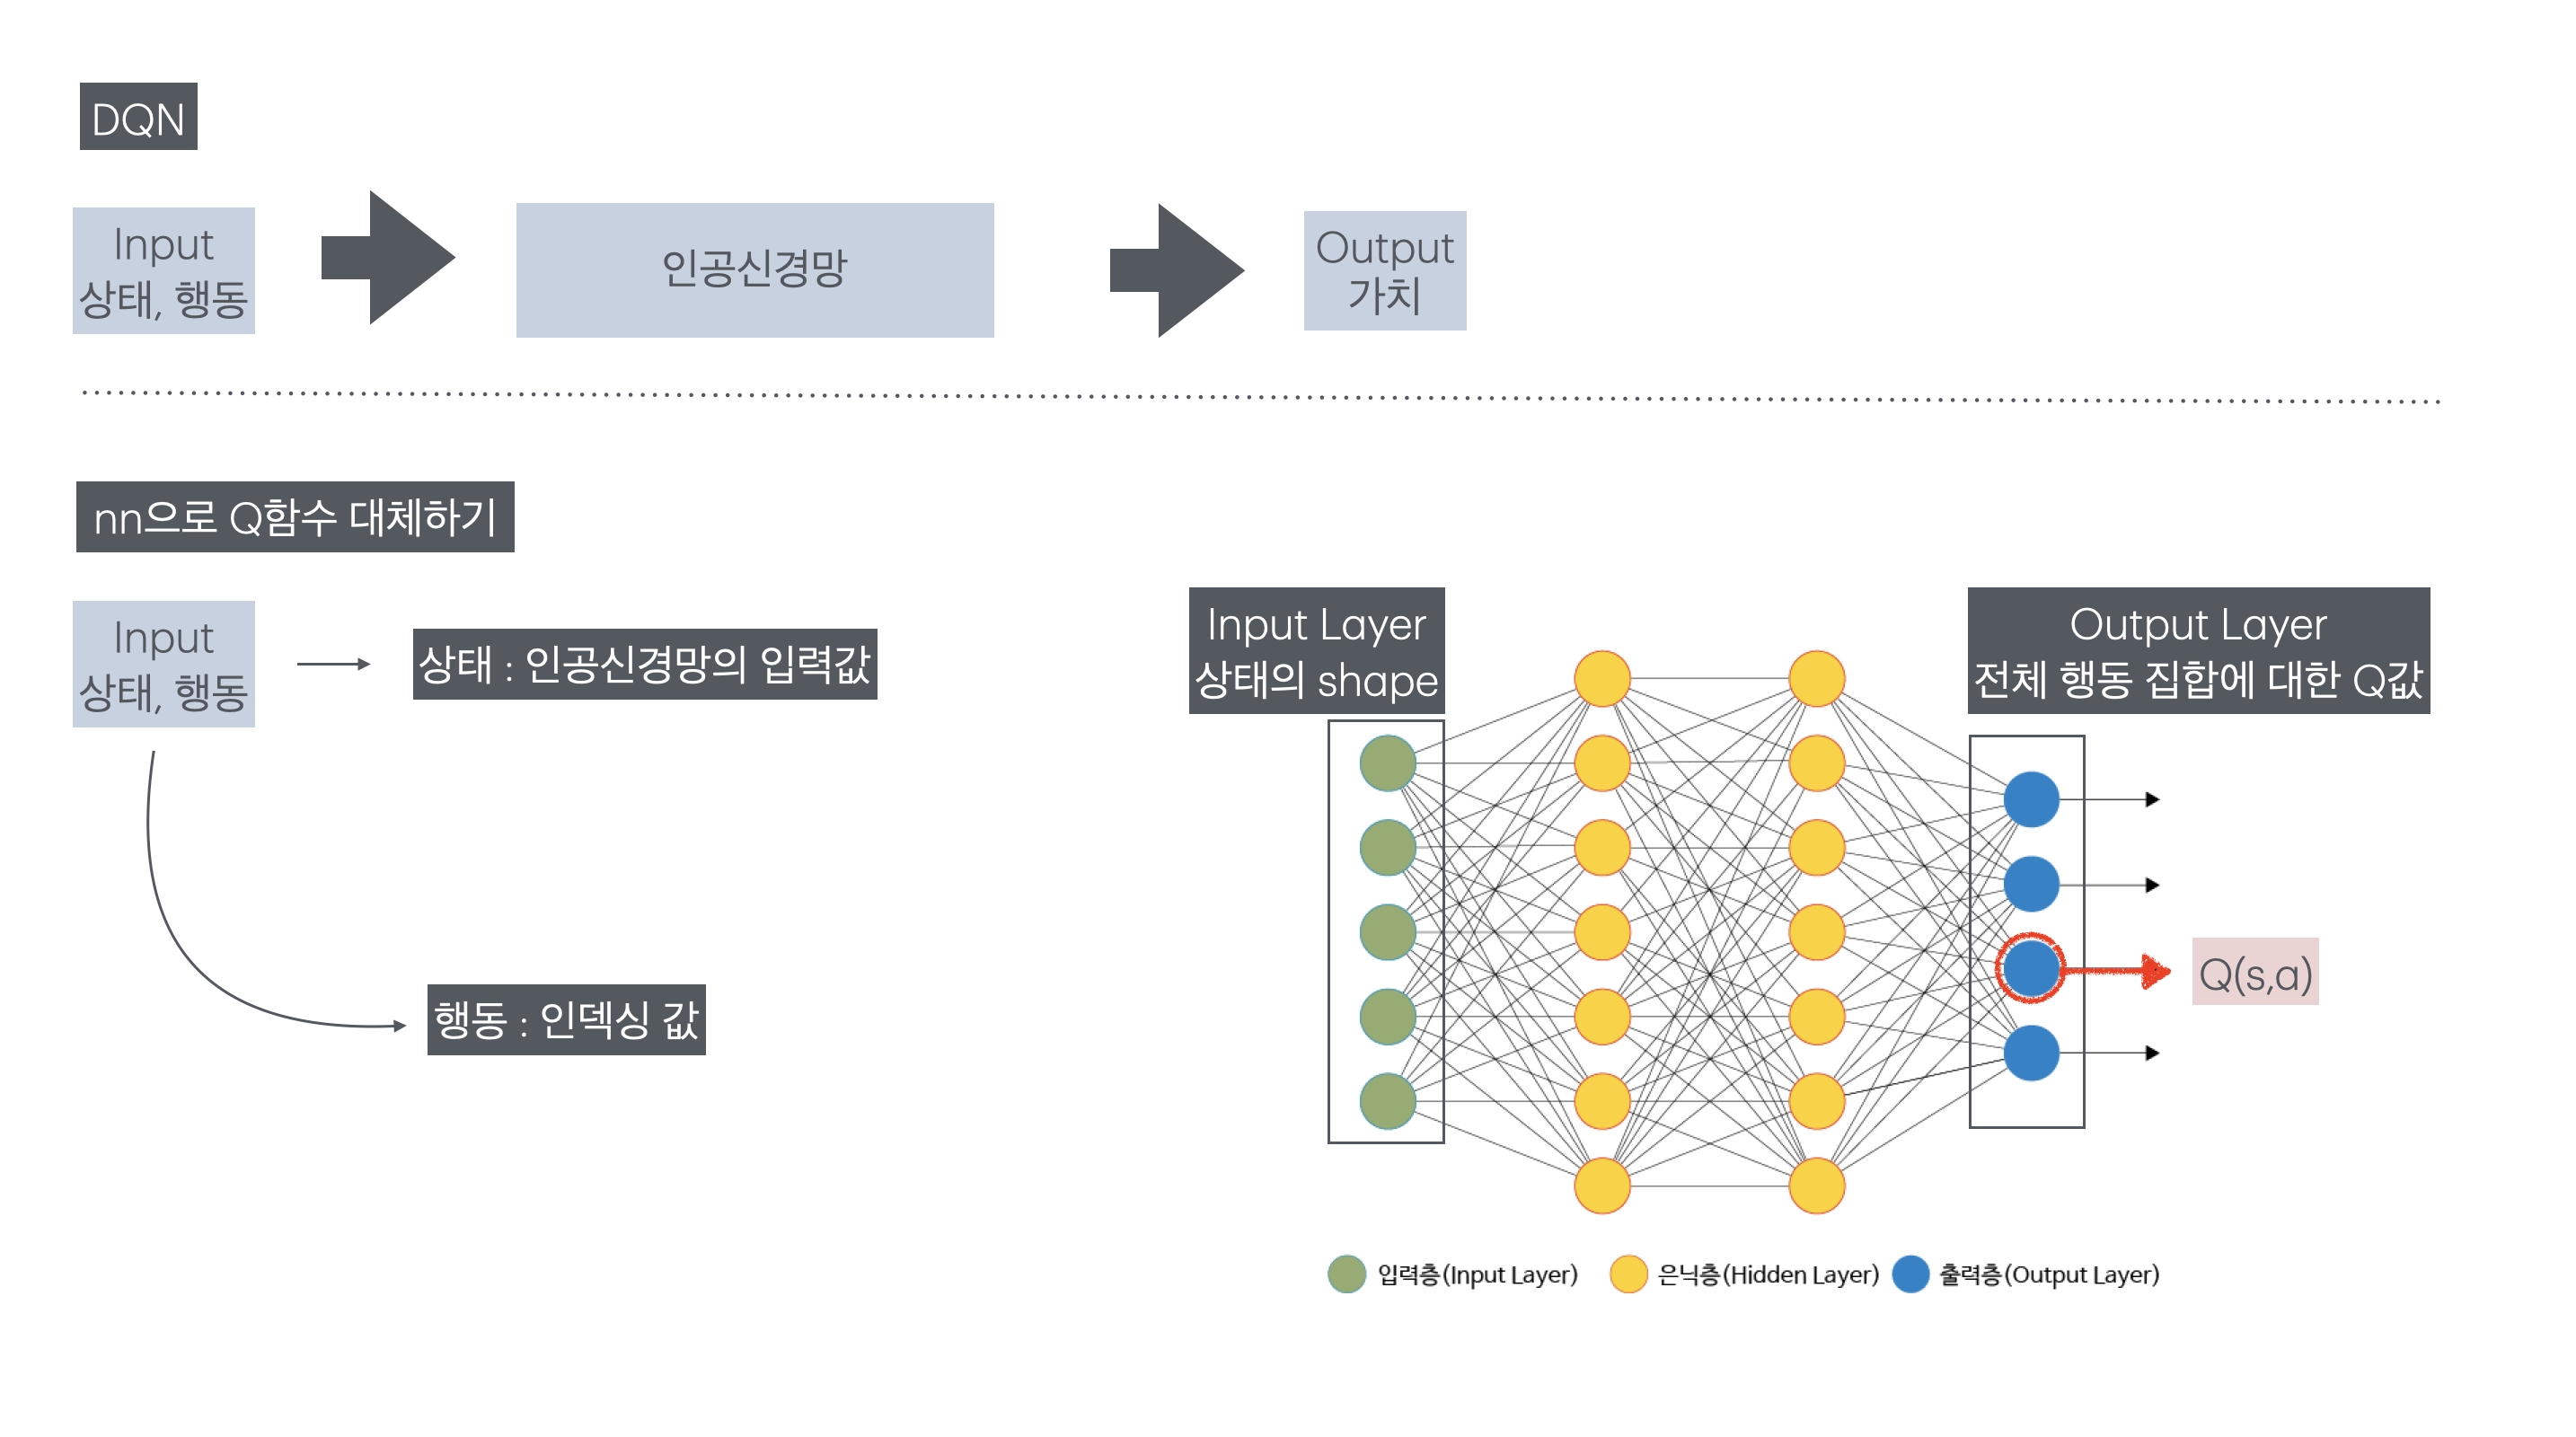 DQN
Input
상태, 행동
인공신경망
Output
가치
nn으로 Q함수 대체하기
Input
상태, 행동
상태 : 인공신경망의 입력값
행동 : 인덱싱 값
Input Layer
상태의 shape
Output Layer
전체 행동 집합에 대한 Q값
Q(s,a)
입력층(Input Layer)
은닉층(Hidden Layer)
출력층(Output Layer)